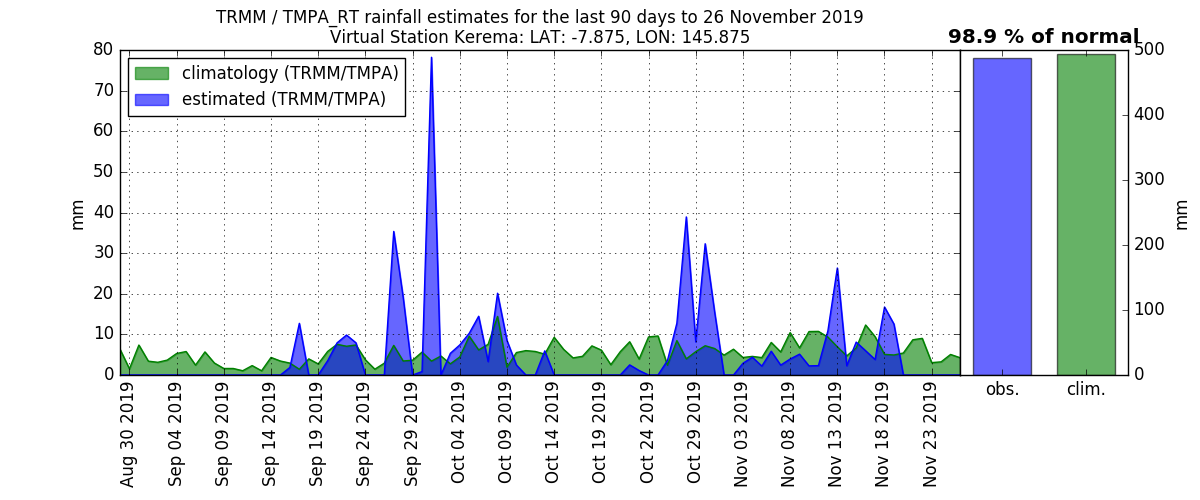 TRMM / TMPA_RT rainfall estimates for the last 90 days to 26 November 2019
Virtual Station Kerema: LAT: -7.875, LON: 145.875
98.9 % of normal
climatology (TRMM/TMPA)
estimated (TRMM/TMPA)
80
70
60
50
40
30
20
10
0
mm
Aug 30 2019
Sep 04 2019
Sep 09 2019
Sep 14 2019
Sep 19 2019
Sep 24 2019
Sep 29 2019
Oct 04 2019
Oct 09 2019
Oct 14 2019
Oct 19 2019
Oct 24 2019
Oct 29 2019
Nov 03 2019
Nov 08 2019
Nov 13 2019
Nov 18 2019
Nov 23 2019
obs.
clim.
500
400
300
200
100
0
mm